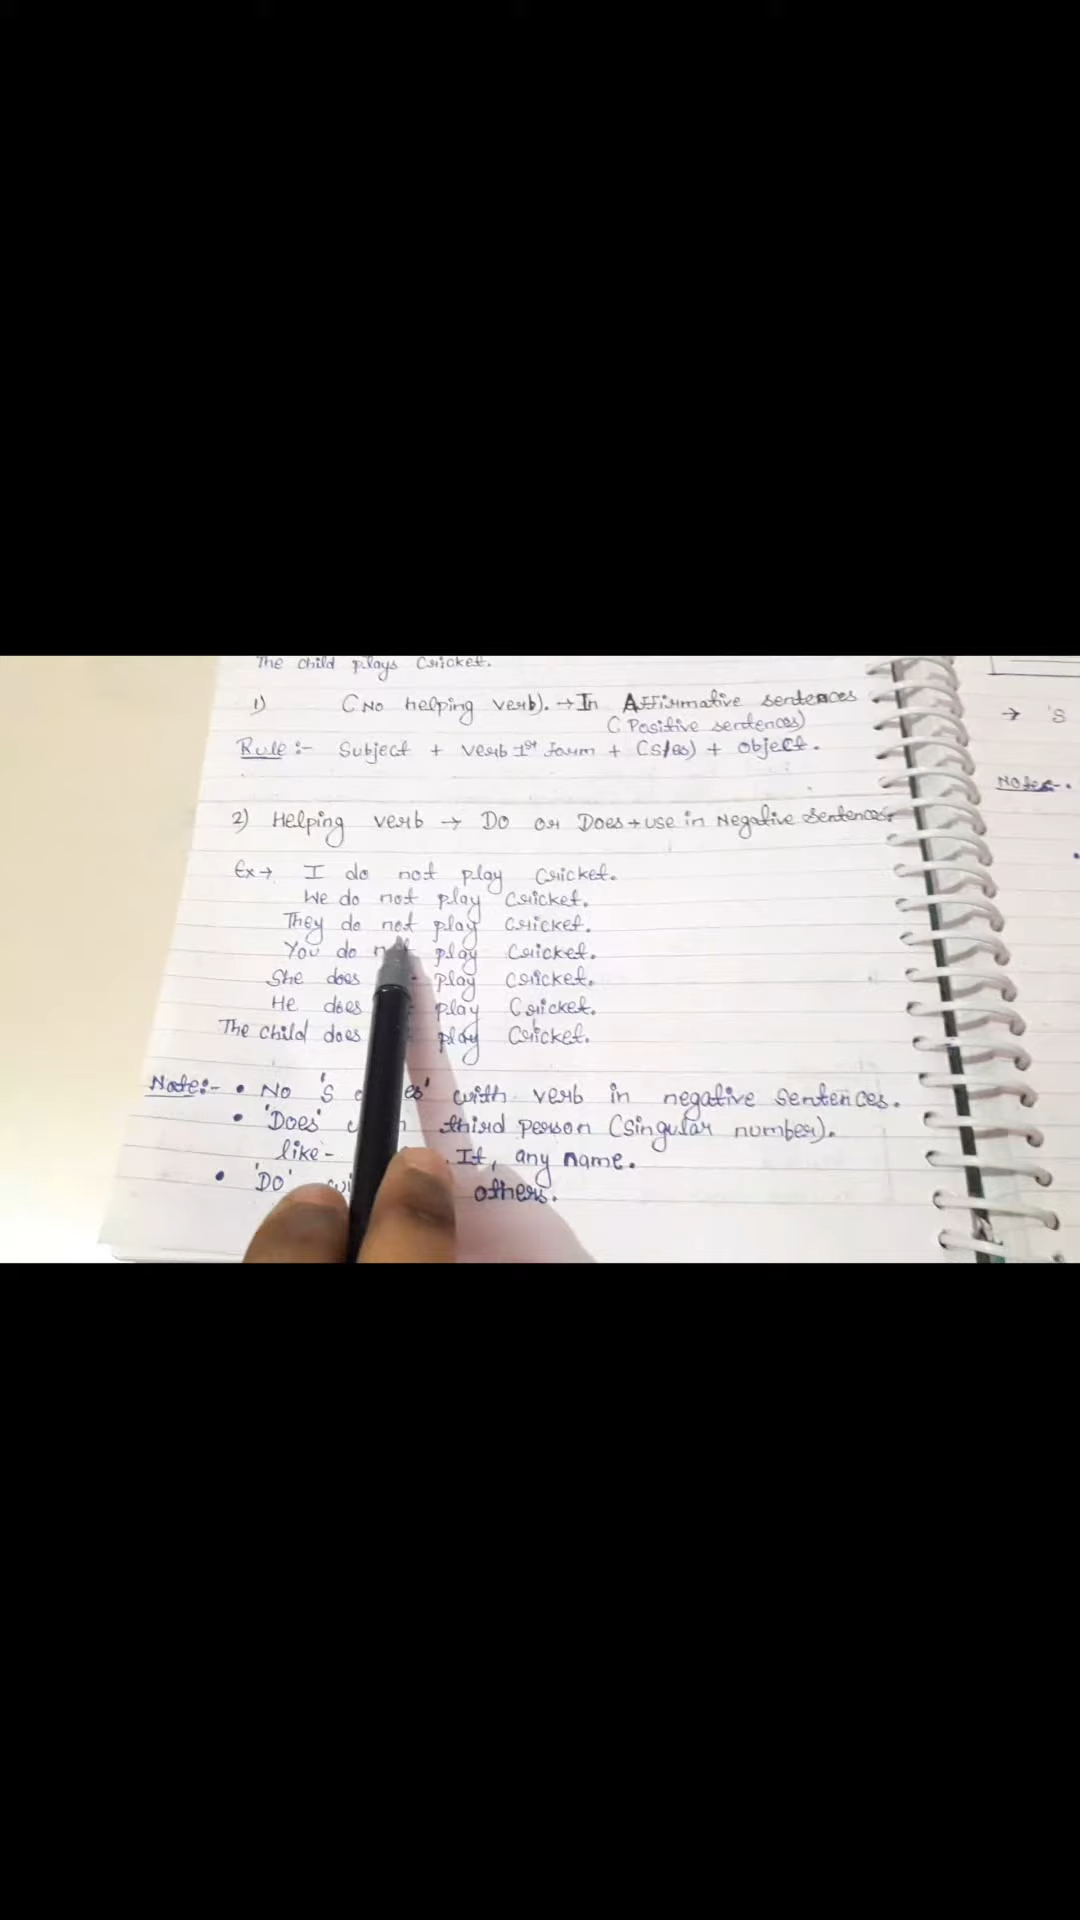 The child plays Cricket.
1) (No helping verb). → In Affirmative sentences
(Positive sentences)
Rule:- Subject + verb Ist form + (s/es) + object.
2) Helping verb → Do or Does → use in Negative Sentences.
Ex → I do not play Cricket.
We do not play Cricket.
They do not play Cricket.
You do not play Cricket.
She does play Cricket.
He does play Cricket.
The child does play Cricket.
Note:- • No 's es' with verb in negative sentences.
• 'Does' third person (singular number).
like- It, any name.
• 'Do' others.
→ 's
Note-.